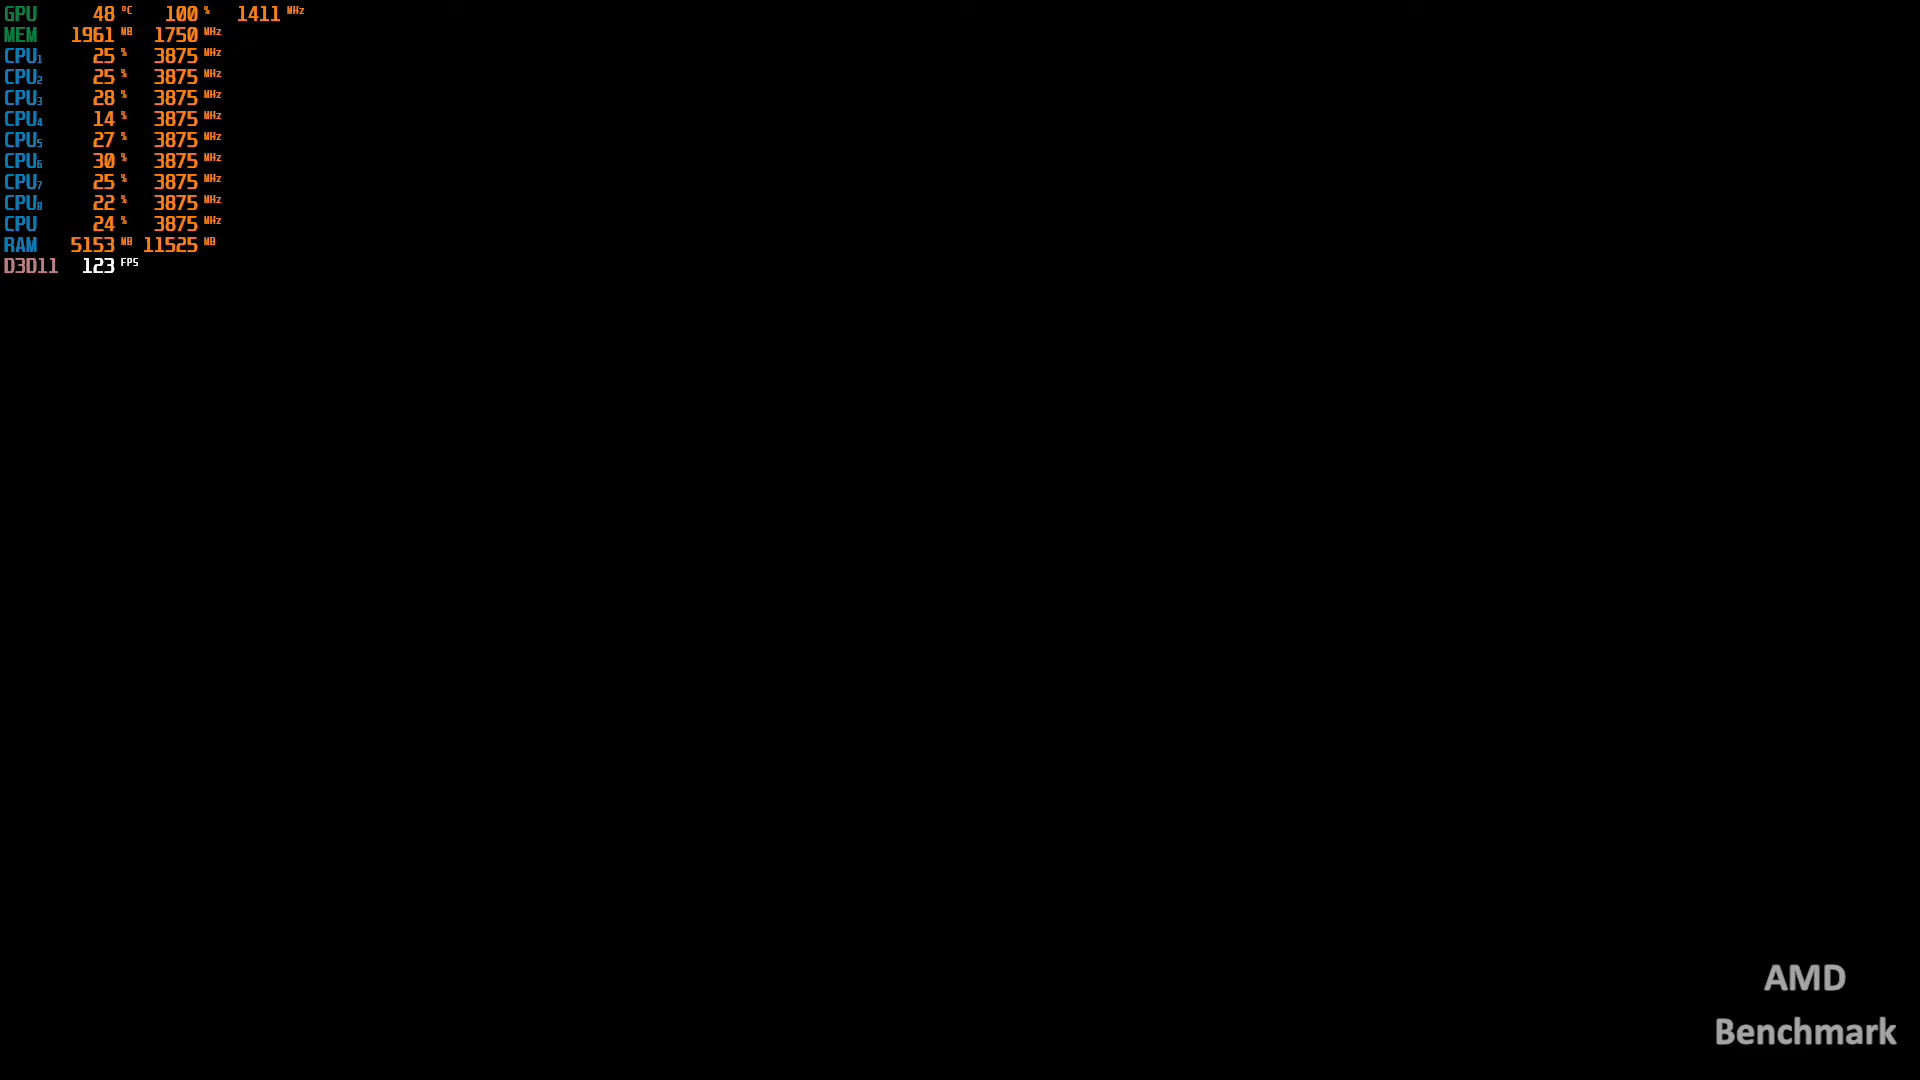 GPU 48 °C 100 % 1411 MHz
MEM 1961 MB 1750 MHz
CPU1 25 % 3875 MHz
CPU2 25 % 3875 MHz
CPU3 28 % 3875 MHz
CPU4 14 % 3875 MHz
CPU5 27 % 3875 MHz
CPU6 30 % 3875 MHz
CPU7 25 % 3875 MHz
CPU8 22 % 3875 MHz
CPU 24 % 3875 MHz
RAM 5153 MB 11525 MB
D3D11 123 FPS
AMD
Benchmark